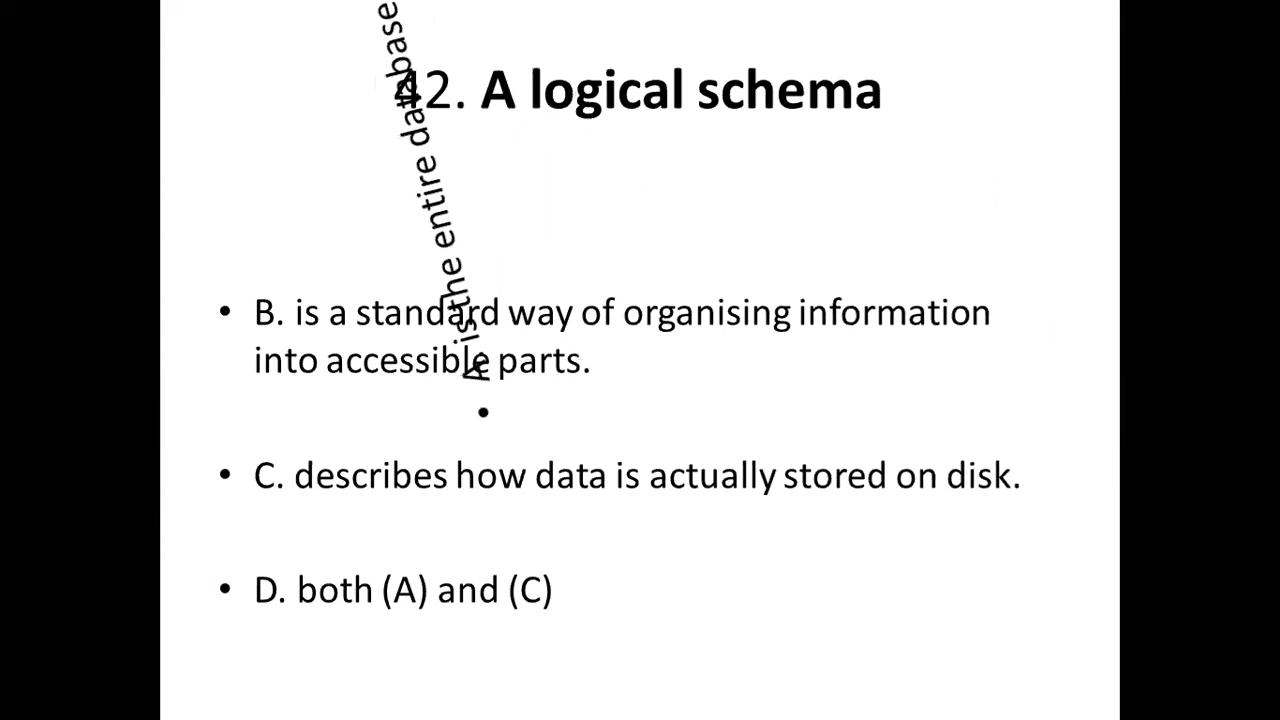 42. A logical schema
• A. is the entire database
• B. is a standard way of organising information
into accessible parts.
• C. describes how data is actually stored on disk.
• D. both (A) and (C)